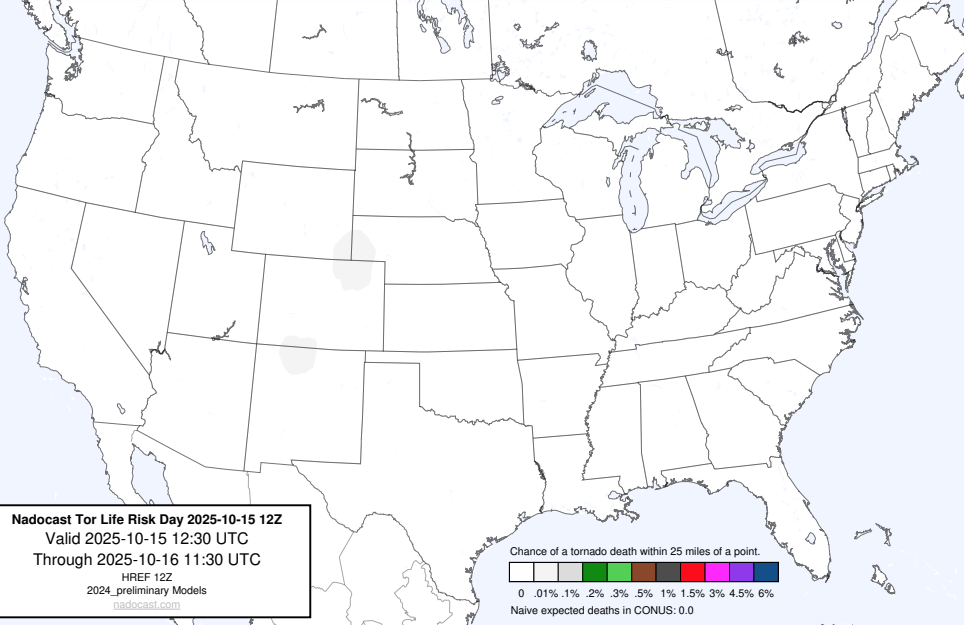 Nadocast Tor Life Risk Day 2025-10-15 12Z
Valid 2025-10-15 12:30 UTC
Through 2025-10-16 11:30 UTC
HREF 12Z
2024_preliminary Models
nadocast.com
Chance of a tornado death within 25 miles of a point.
0 .01% .1% .2% .3% .5% 1% 1.5% 3% 4.5% 6%
Naive expected deaths in CONUS: 0.0